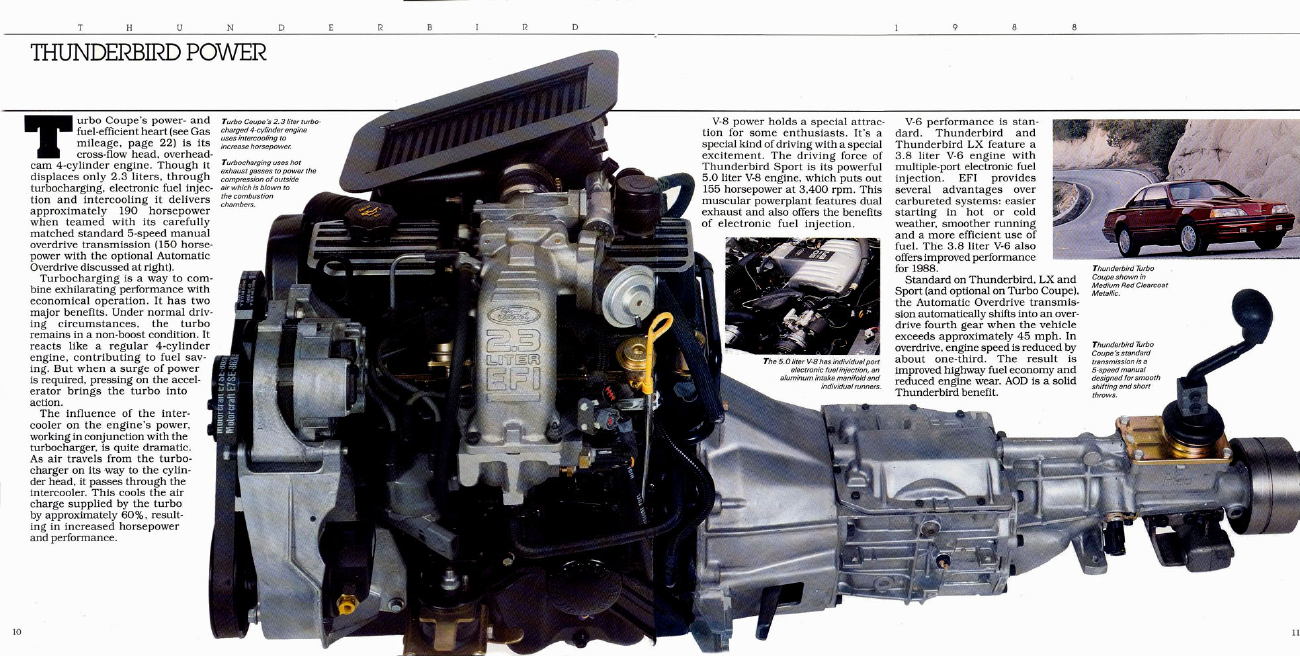 T H U N D E R B I R D
1 9 8 8
THUNDERBIRD POWER
Turbo Coupe's power- and
fuel-efficient heart (see Gas
mileage, page 22) is its
cross-flow head, overhead-
cam 4-cylinder engine. Though it
displaces only 2.3 liters, through
turbocharging, electronic fuel injec-
tion and intercooling it delivers
approximately 190 horsepower
when teamed with its carefully
matched standard 5-speed manual
overdrive transmission (150 horse-
power with the optional Automatic
Overdrive discussed at right).
Turbocharging is a way to com-
bine exhilarating performance with
economical operation. It has two
major benefits. Under normal driv-
ing circumstances, the turbo
remains in a non-boost condition. It
reacts like a regular 4-cylinder
engine, contributing to fuel sav-
ing. But when a surge of power
is required, pressing on the accel-
erator brings the turbo into
action.
The influence of the inter-
cooler on the engine's power,
working in conjunction with the
turbocharger, is quite dramatic.
As air travels from the turbo-
charger on its way to the cylin-
der head, it passes through the
intercooler. This cools the air
charge supplied by the turbo
by approximately 60%, result-
ing in increased horsepower
and performance.
Turbo Coupe's 2.3 liter turbo-
charged 4-cylinder engine
uses intercooling to
increase horsepower.
Turbocharging uses hot
exhaust gasses to power the
compression of outside
air which is blown to
the combustion
chambers.
Ford
2.3
LITER
EFI
Motorcraft E7SE-8620
V-8 power holds a special attrac-
tion for some enthusiasts. It's a
special kind of driving with a special
excitement. The driving force of
Thunderbird Sport is its powerful
5.0 liter V-8 engine, which puts out
155 horsepower at 3,400 rpm. This
muscular powerplant features dual
exhaust and also offers the benefits
of electronic fuel injection.
The 5.0 liter V-8 has individual port
electronic fuel injection, an
aluminum intake manifold and
individual runners.
V-6 performance is stan-
dard. Thunderbird and
Thunderbird LX feature a
3.8 liter V-6 engine with
multiple-port electronic fuel
injection. EFI provides
several advantages over
carbureted systems: easier
starting in hot or cold
weather, smoother running
and a more efficient use of
fuel. The 3.8 liter V-6 also
offers improved performance
for 1988.
Standard on Thunderbird, LX and
Sport (and optional on Turbo Coupe),
the Automatic Overdrive transmis-
sion automatically shifts into an over-
drive fourth gear when the vehicle
exceeds approximately 45 mph. In
overdrive, engine speed is reduced by
about one-third. The result is
improved highway fuel economy and
reduced engine wear. AOD is a solid
Thunderbird benefit.
Thunderbird Turbo
Coupe shown in
Medium Red Clearcoat
Metallic.
Thunderbird Turbo
Coupe's standard
transmission is a
5-speed manual
designed for smooth
shifting and short
throws.
10
11